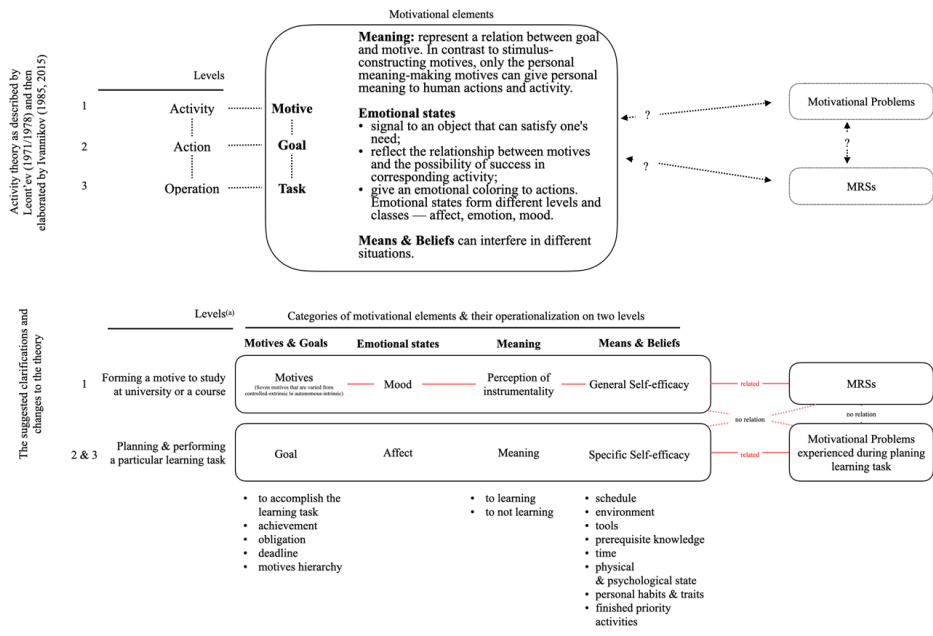 Motivational elements
Activity theory as described by
Leont'ev (1971/1978) and then
elaborated by Ivannikov (1985, 2015)
Levels
1
Activity
Motive
2
Action
Goal
3
Operation
Task
Meaning: represent a relation between goal
and motive. In contrast to stimulus-
constructing motives, only the personal
meaning-making motives can give personal
meaning to human actions and activity.
Emotional states
• signal to an object that can satisfy one's
need;
• reflect the relationship between motives
and the possibility of success in
corresponding activity;
• give an emotional coloring to actions.
Emotional states form different levels and
classes — affect, emotion, mood.
Means & Beliefs can interfere in different
situations.
?
?
Motivational Problems
?
MRSs
The suggested clarifications and
changes to the theory
Levels(a)
Categories of motivational elements & their operationalization on two levels
Motives & Goals
Emotional states
Meaning
Means & Beliefs
1
Forming a motive to study
at university or a course
Motives
(Seven motives that are varied from
controlled-extrinsic to autonomous-intrinsic)
Mood
Perception of
instrumentality
General Self-efficacy
related
MRSs
no relation
no relation
2 & 3
Planning & performing
a particular learning task
Goal
Affect
Meaning
Specific Self-efficacy
related
Motivational Problems
experienced during planing
learning task
• to accomplish the
learning task
• achievement
• obligation
• deadline
• motives hierarchy
• to learning
• to not learning
• schedule
• environment
• tools
• prerequisite knowledge
• time
• physical
& psychological state
• personal habits & traits
• finished priority
activities